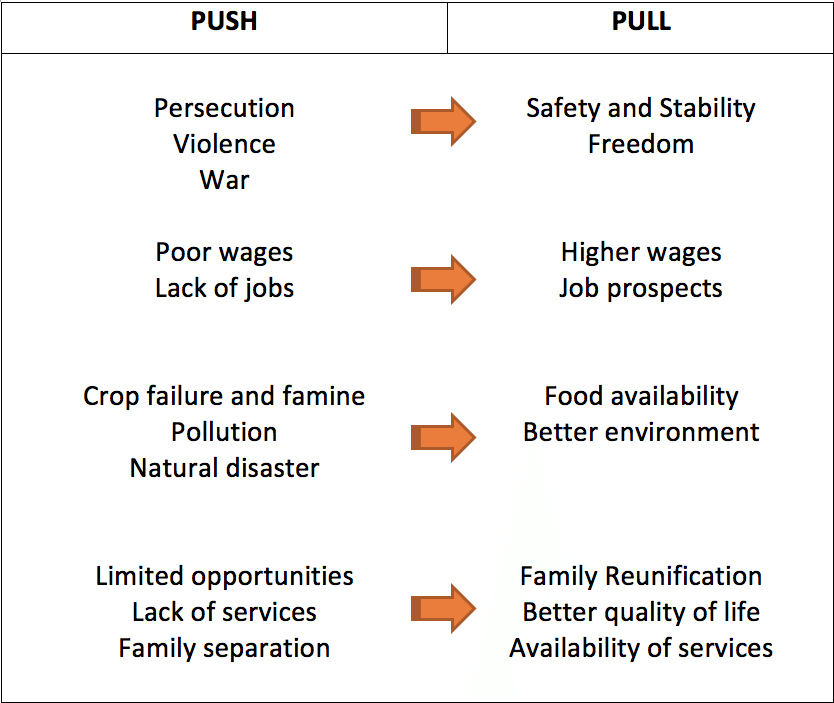 PUSH PULL
Persecution
Violence
War
Safety and Stability
Freedom
Poor wages
Lack of jobs
Higher wages
Job prospects
Crop failure and famine
Pollution
Natural disaster
Food availability
Better environment
Limited opportunities
Lack of services
Family separation
Family Reunification
Better quality of life
Availability of services